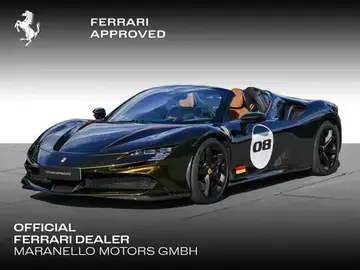 FERRARI
APPROVED
08
OFFICIAL
FERRARI DEALER
MARANELLO MOTORS GMBH